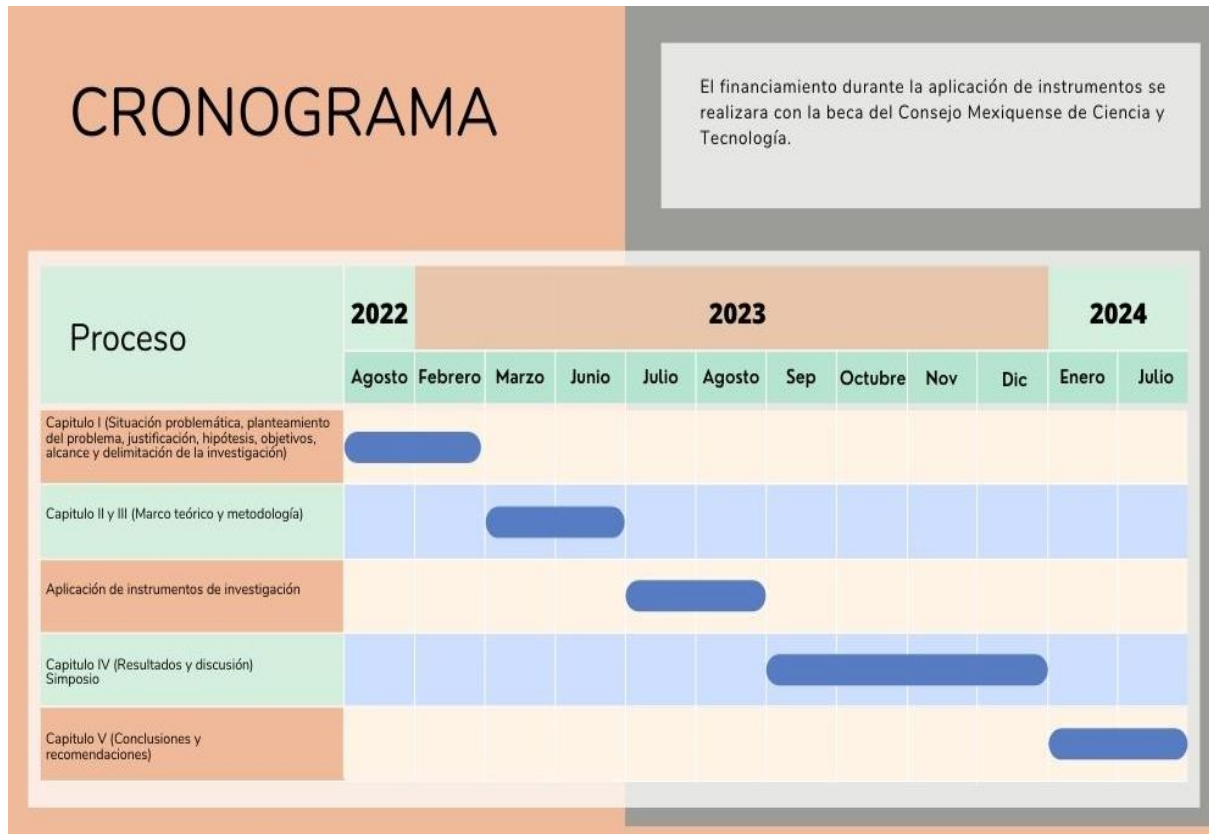 CRONOGRAMA
El financiamiento durante la aplicación de instrumentos se
realizara con la beca del Consejo Mexiquense de Ciencia y
Tecnología.
Proceso
2022 2023 2024
Agosto Febrero Marzo Junio Julio Agosto Sep Octubre Nov Dic Enero Julio
Capitulo I (Situación problemática, planteamiento
del problema, justificación, hipótesis, objetivos,
alcance y delimitación de la investigación)
Capitulo II y III (Marco teórico y metodología)
Aplicación de instrumentos de investigación
Capitulo IV (Resultados y discusión)
Simposio
Capitulo V (Conclusiones y
recomendaciones)